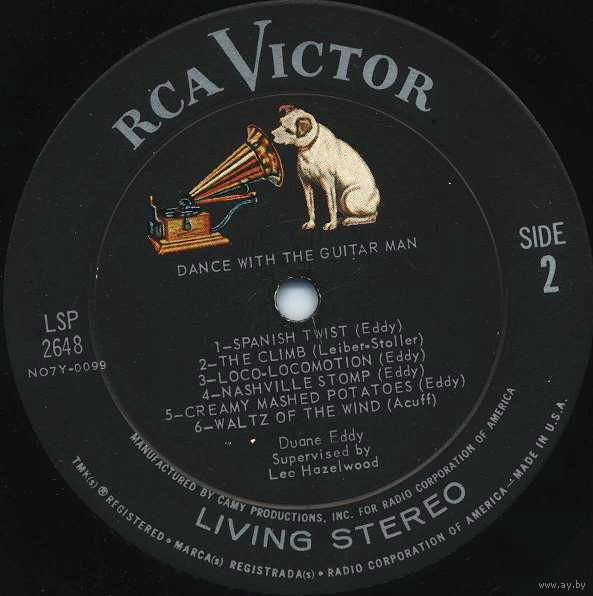 RCA VICTOR
DANCE WITH THE GUITAR MAN
SIDE
2
LSP
2648
NO7Y-0099
1—SPANISH TWIST (Eddy)
2—THE CLIMB (Leiber-Stoller)
3—LOCO-LOCOMOTION (Eddy)
4—NASHVILLE STOMP (Eddy)
5—CREAMY MASHED POTATOES (Eddy)
6—WALTZ OF THE WIND (Acuff)
Duane Eddy
Supervised by
Lee Hazelwood
MANUFACTURED BY CAMY PRODUCTIONS, INC. FOR RADIO CORPORATION OF AMERICA
LIVING STEREO
TMK(s) ® REGISTERED • MARCA(s) REGISTRADA(s) • RADIO CORPORATION OF AMERICA—MADE IN U.S.A.
www.ay.by